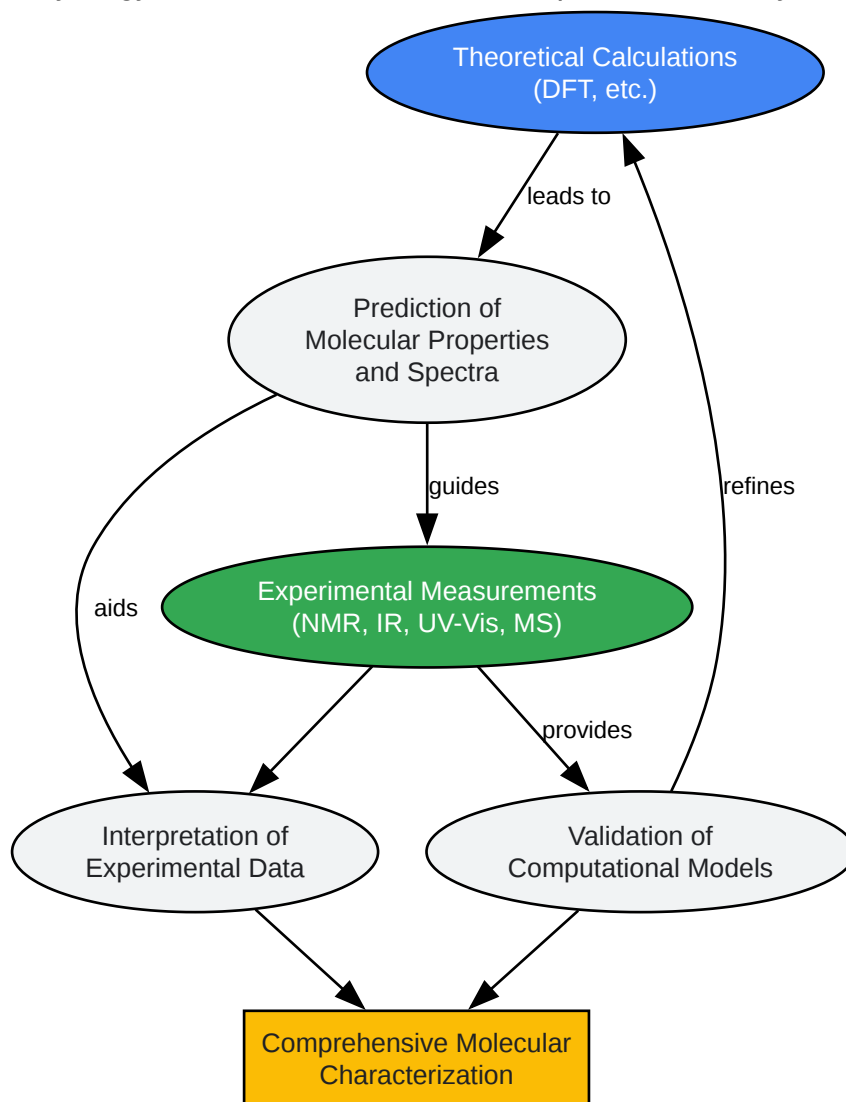 Theoretical Calculations
(DFT, etc.)
leads to
Prediction of
Molecular Properties
and Spectra
guides
refines
Experimental Measurements
(NMR, IR, UV-Vis, MS)
aids
provides
Interpretation of
Experimental Data
Validation of
Computational Models
Comprehensive Molecular
Characterization